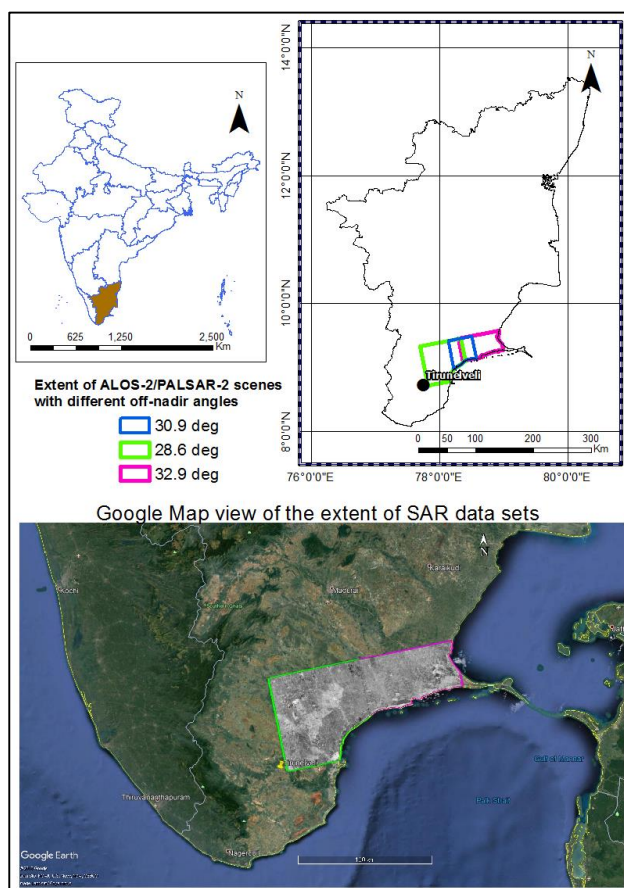 N
0 625 1,250 2,500
Km
Extent of ALOS-2/PALSAR-2 scenes
with different off-nadir angles
30.9 deg
28.6 deg
32.9 deg
14°0'0"N
12°0'0"N
10°0'0"N
8°0'0"N
N
Tirunelveli
0 50 100 200 300
Km
76°0'0"E 78°0'0"E 80°0'0"E
Google Map view of the extent of SAR data sets
N
Karaikudi
Kochi
Madurai
Tirunelveli
Gulf of Mannar
Thiruvananthapuram
Palk Strait
Nagercoil
Google Earth
100 km